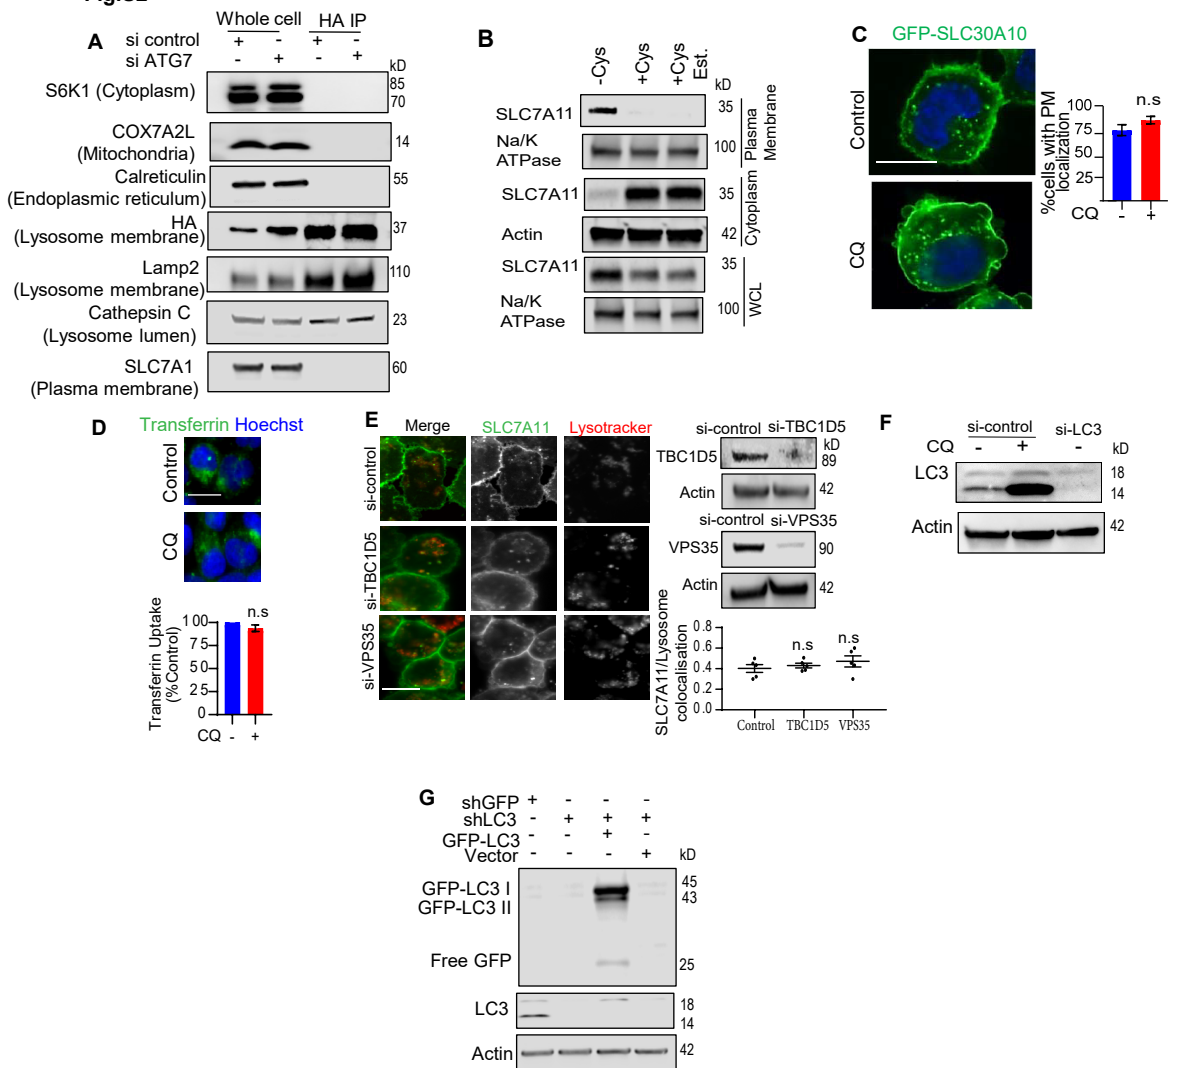 A
Whole cell HA IP
si control + - + -
si ATG7 - + - +
kD
S6K1 (Cytoplasm) 85
70
COX7A2L
(Mitochondria) 14
Calreticulin
(Endoplasmic reticulum) 55
HA
(Lysosome membrane) 37
Lamp2
(Lysosome membrane) 110
Cathepsin C
(Lysosome lumen) 23
SLC7A1
(Plasma membrane) 60
B
-Cys +Cys +Cys Est.
kD
SLC7A11 35
Na/K
ATPase 100
Plasma
Membrane
SLC7A11 35
Actin 42
Cytoplasm
SLC7A11 35
Na/K
ATPase 100
WCL
C
GFP-SLC30A10
Control
CQ
%cells with PM
localization
100
75
50
25
n.s
CQ - +
D
Transferrin Hoechst
Control
CQ
Transferrin Uptake
(%Control)
100
75
50
25
0
n.s
CQ - +
E
Merge SLC7A11 Lysotracker
si-control
si-TBC1D5
si-VPS35
si-control si-TBC1D5
kD
TBC1D5 89
Actin 42
si-control si-VPS35
VPS35 90
Actin 42
SLC7A11/Lysosome
colocalisation
0.8
0.6
0.4
0.2
0.0
n.s n.s
Control TBC1D5 VPS35
F
si-control si-LC3
CQ - + - kD
LC3 18
14
Actin 42
G
shGFP + - - -
shLC3 - + + +
GFP-LC3 - - + -
Vector - - - + kD
GFP-LC3 I 45
GFP-LC3 II 43
Free GFP 25
LC3 18
14
Actin 42